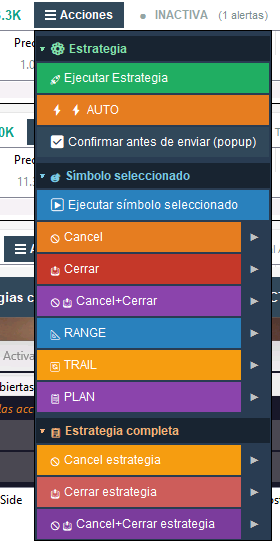 .3K
Acciones
INACTIVA (1 alertas)
Prec
1.0
Estrategia
Ejecutar Estrategia
AUTO
0K
Confirmar antes de enviar (popup)
Prec
11.
Símbolo seleccionado
Ejecutar símbolo seleccionado
Cancel
A
Cerrar
gias c
Cancel+Cerrar
RANGE
Activa
TRAIL
biertas
PLAN
las acc
Estrategia completa
Cancel estrategia
Cerrar estrategia
Side
Cancel+Cerrar estrategia